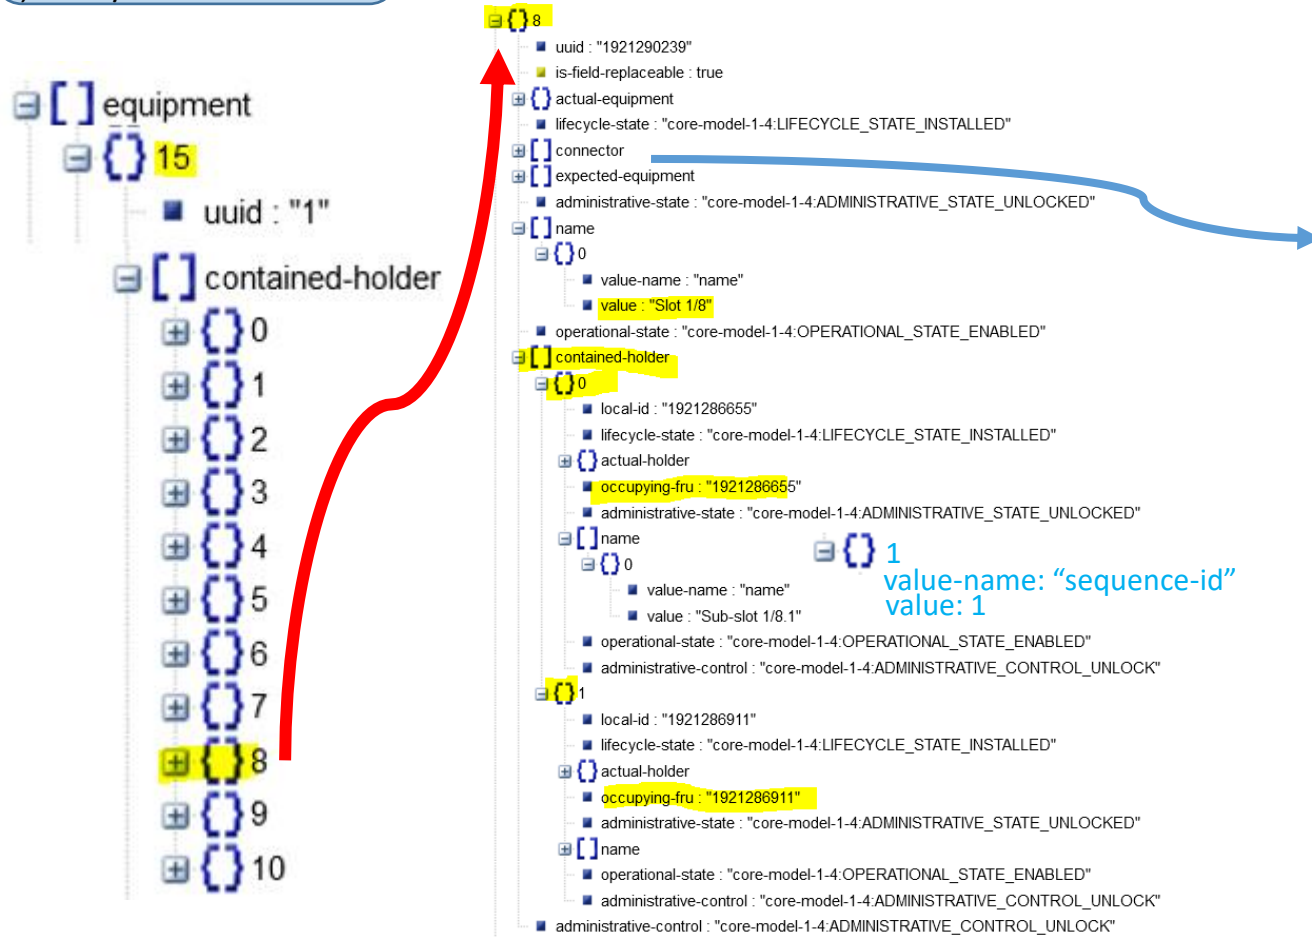 equipment
15
uuid : "1"
contained-holder
0
1
2
3
4
5
6
7
8
9
10
8
uuid : "1921290239"
is-field-replaceable : true
actual-equipment
lifecycle-state : "core-model-1-4:LIFECYCLE_STATE_INSTALLED"
connector
expected-equipment
administrative-state : "core-model-1-4:ADMINISTRATIVE_STATE_UNLOCKED"
name
0
value-name : "name"
value : "Slot 1/8"
operational-state : "core-model-1-4:OPERATIONAL_STATE_ENABLED"
contained-holder
0
local-id : "1921286655"
lifecycle-state : "core-model-1-4:LIFECYCLE_STATE_INSTALLED"
actual-holder
occupying-fru : "1921286655"
administrative-state : "core-model-1-4:ADMINISTRATIVE_STATE_UNLOCKED"
name
0
value-name : "name"
value : "Sub-slot 1/8.1"
1
value-name: “sequence-id”
value: 1
operational-state : "core-model-1-4:OPERATIONAL_STATE_ENABLED"
administrative-control : "core-model-1-4:ADMINISTRATIVE_CONTROL_UNLOCK"
1
local-id : "1921286911"
lifecycle-state : "core-model-1-4:LIFECYCLE_STATE_INSTALLED"
actual-holder
occupying-fru : "1921286911"
administrative-state : "core-model-1-4:ADMINISTRATIVE_STATE_UNLOCKED"
name
operational-state : "core-model-1-4:OPERATIONAL_STATE_ENABLED"
administrative-control : "core-model-1-4:ADMINISTRATIVE_CONTROL_UNLOCK"
administrative-control : "core-model-1-4:ADMINISTRATIVE_CONTROL_UNLOCK"